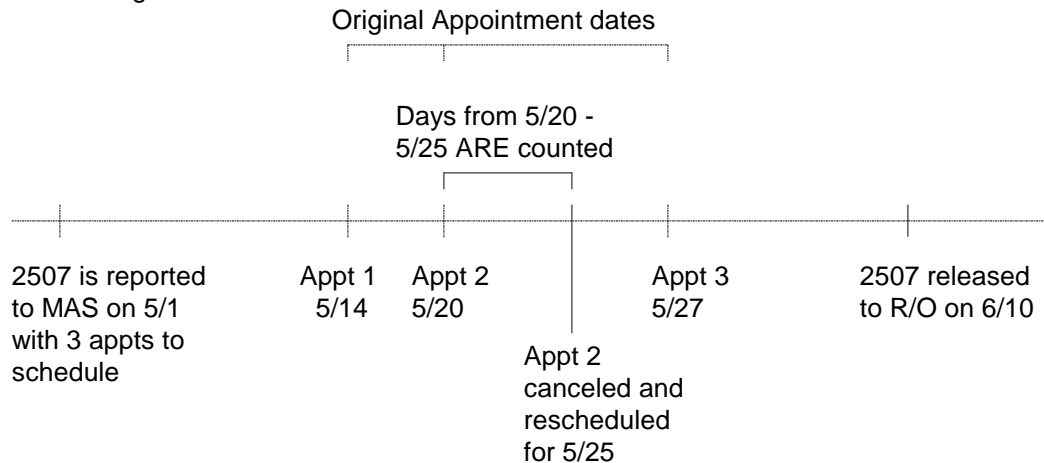 Original Appointment dates
Days from 5/20 -
5/25 ARE counted
2507 is reported
to MAS on 5/1
with 3 appts to
schedule
Appt 1
5/14
Appt 2
5/20
Appt 2
canceled and
rescheduled
for 5/25
Appt 3
5/27
2507 released
to R/O on 6/10